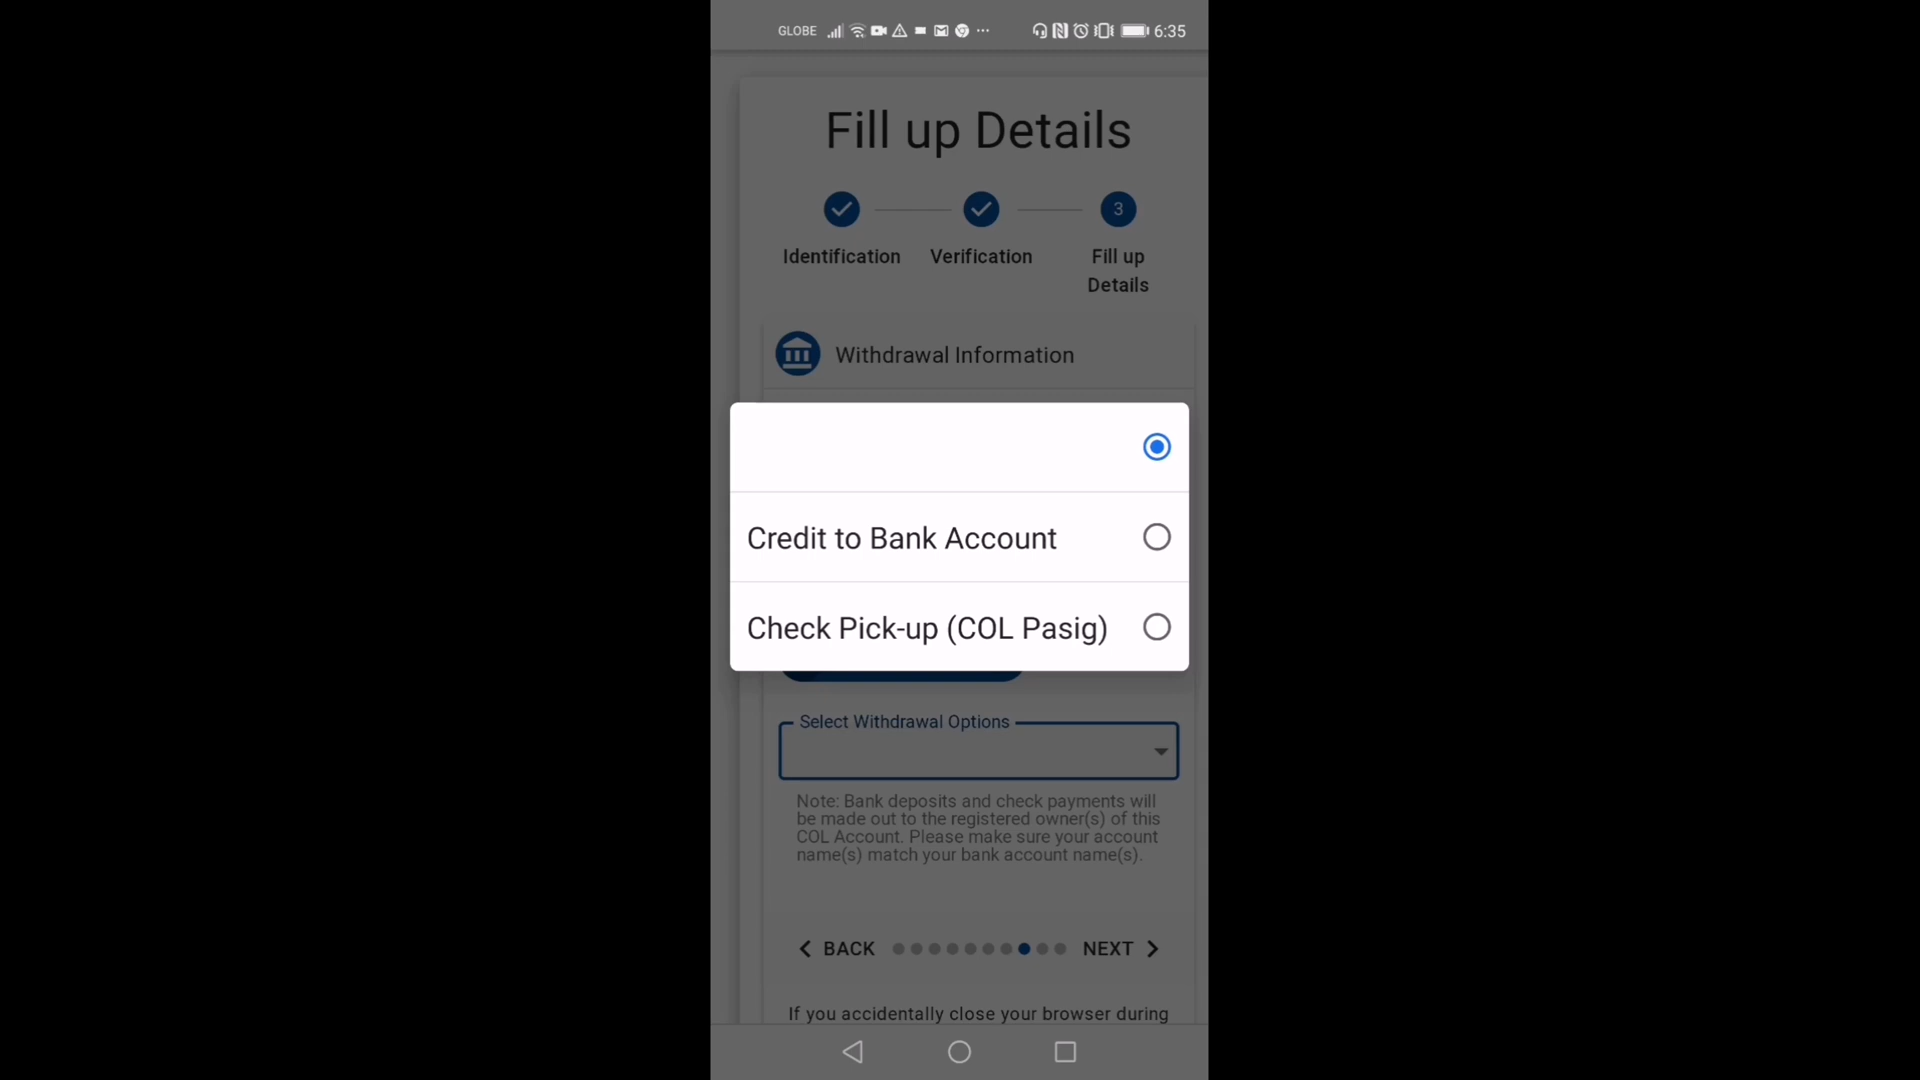 GLOBE 6:35
Fill up Details
3
Identification Verification Fill up
Details
Withdrawal Information
Credit to Bank Account
Check Pick-up (COL Pasig)
Select Withdrawal Options
Note: Bank deposits and check payments will
be made out to the registered owner(s) of this
COL Account. Please make sure your account
name(s) match your bank account name(s).
BACK NEXT
If you accidentally close your browser during